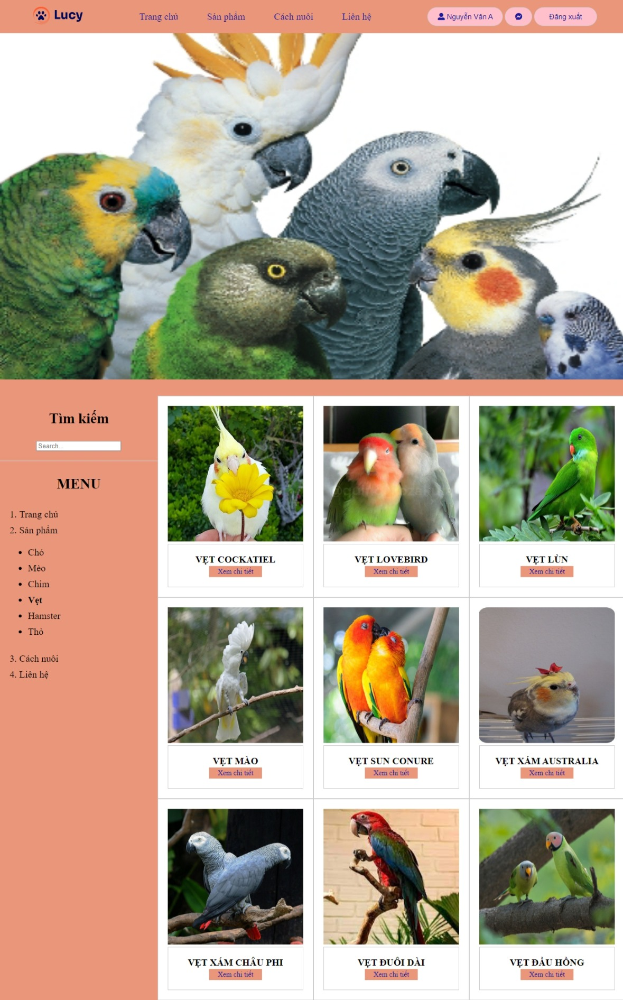 Lucy
Trang chủ
Sản phẩm
Cách nuôi
Liên hệ
Nguyễn Văn A
Đăng xuất
Tìm kiếm
Search...
MENU
1. Trang chủ
2. Sản phẩm
Chó
Mèo
Chim
Vẹt
Hamster
Thỏ
3. Cách nuôi
4. Liên hệ
VẸT COCKATIEL
Xem chi tiết
VẸT LOVEBIRD
Xem chi tiết
VẸT LÙN
Xem chi tiết
VẸT MÀO
Xem chi tiết
VẸT SUN CONURE
Xem chi tiết
VẸT XÁM AUSTRALIA
Xem chi tiết
VẸT XÁM CHÂU PHI
Xem chi tiết
VẸT ĐUÔI DÀI
Xem chi tiết
VẸT ĐẦU HỒNG
Xem chi tiết